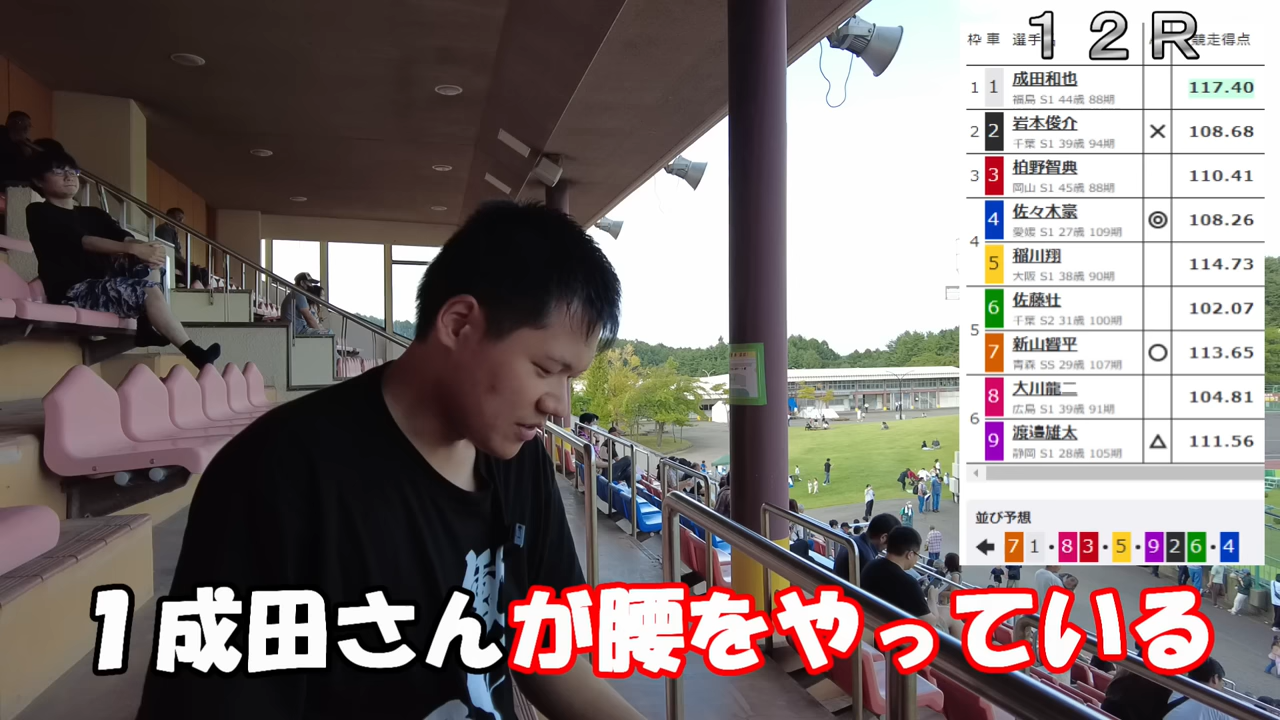 12R
枠 車 選手名 競走得点
1 1 成田和也 117.40
福島 S1 44歳 88期
2 2 岩本俊介 × 108.68
千葉 S1 39歳 94期
3 3 柏野智典 110.41
岡山 S1 45歳 88期
4 4 佐々木豪 ◎ 108.26
愛媛 S1 27歳 109期
5 稲川翔 114.73
大阪 S1 38歳 90期
5 6 佐藤壮 102.07
千葉 S2 31歳 100期
7 新山響平 ○ 113.65
青森 SS 29歳 107期
6 8 大川龍二 104.81
広島 S1 39歳 91期
9 渡邉雄太 △ 111.56
静岡 S1 28歳 105期
並び予想
← 7 1 ・ 8 3 ・ 5 ・ 9 2 6 ・ 4
1成田さんが腰をやっている